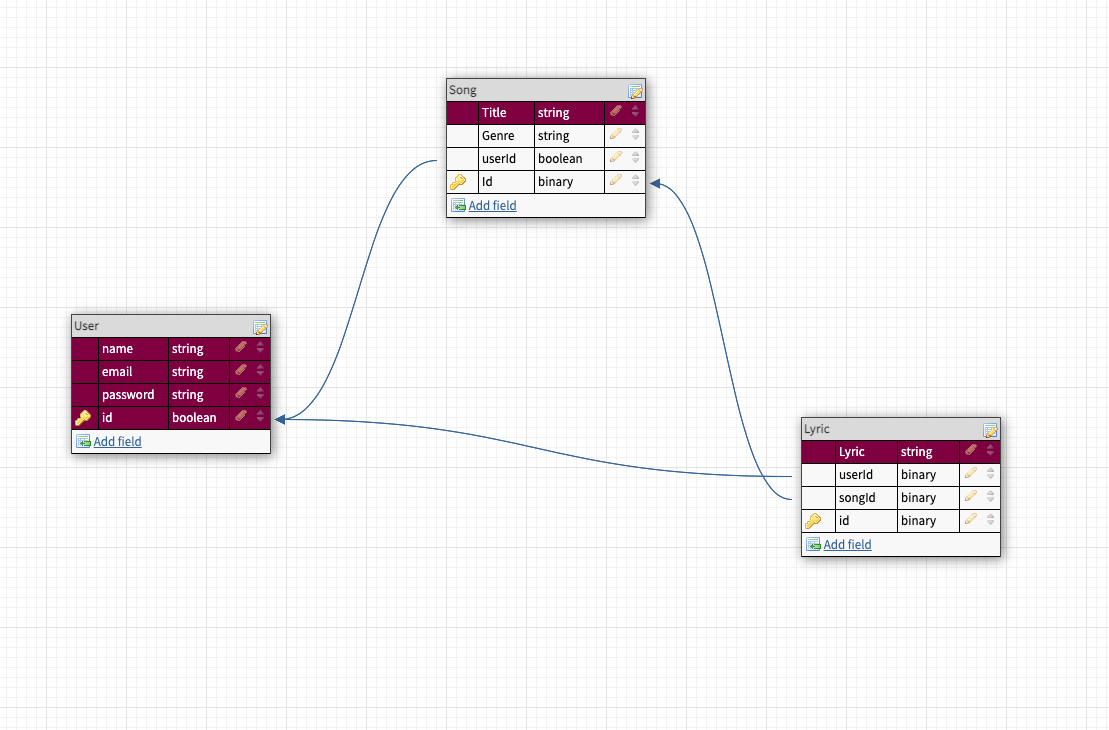 Song
Title string
Genre string
userId boolean
Id binary
Add field
User
name string
email string
password string
id boolean
Add field
Lyric
Lyric string
userId binary
songId binary
id binary
Add field